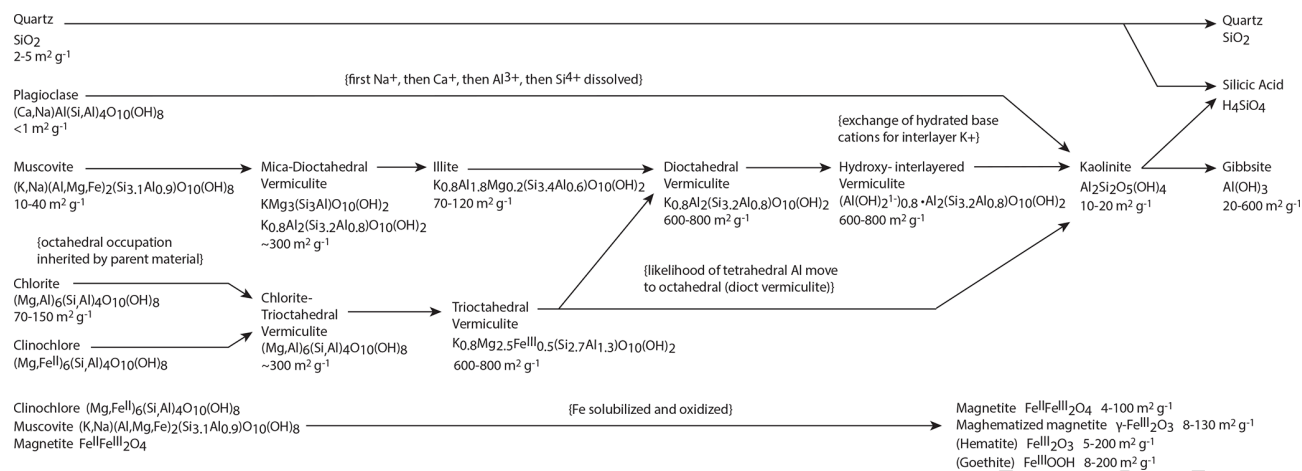 Quartz
SiO2
2-5 m2 g-1
Quartz
SiO2
{first Na+, then Ca+, then Al3+, then Si4+ dissolved}
Silicic Acid
H4SiO4
Plagioclase
(Ca,Na)Al(Si,Al)4O10(OH)8
<1 m2 g-1
{exchange of hydrated base
cations for interlayer K+}
Muscovite
(K,Na)(Al,Mg,Fe)2(Si3.1Al0.9)O10(OH)8
10-40 m2 g-1
Mica-Dioctahedral
Vermiculite
KMg3(Si3Al)O10(OH)2
K0.8Al2(Si3.2Al0.8)O10(OH)2
~300 m2 g-1
Illite
K0.8Al1.8Mg0.2(Si3.4Al0.6)O10(OH)2
70-120 m2 g-1
Dioctahedral
Vermiculite
K0.8Al2(Si3.2Al0.8)O10(OH)2
600-800 m2 g-1
Hydroxy- interlayered
Vermiculite
(Al(OH)21-)0.8 •Al2(Si3.2Al0.8)O10(OH)2
600-800 m2 g-1
Kaolinite
Al2Si2O5(OH)4
10-20 m2 g-1
Gibbsite
Al(OH)3
20-600 m2 g-1
{octahedral occupation
inherited by parent material}
{likelihood of tetrahedral Al move
to octahedral (dioct vermiculite)}
Chlorite
(Mg,Al)6(Si,Al)4O10(OH)8
70-150 m2 g-1
Clinochlore
(Mg,FeII)6(Si,Al)4O10(OH)8
Chlorite-
Trioctahedral
Vermiculite
(Mg,Al)6(Si,Al)4O10(OH)8
~300 m2 g-1
Trioctahedral
Vermiculite
K0.8Mg2.5FeIII0.5(Si2.7Al1.3)O10(OH)2
600-800 m2 g-1
Clinochlore (Mg,FeII)6(Si,Al)4O10(OH)8
Muscovite (K,Na)(Al,Mg,Fe)2(Si3.1Al0.9)O10(OH)8
Magnetite FeIIFeIII2O4
{Fe solubilized and oxidized}
Magnetite FeIIFeIII2O4 4-100 m2 g-1
Maghematized magnetite γ-FeIII2O3 8-130 m2 g-1
(Hematite) FeIII2O3 5-200 m2 g-1
(Goethite) FeIIIOOH 8-200 m2 g-1